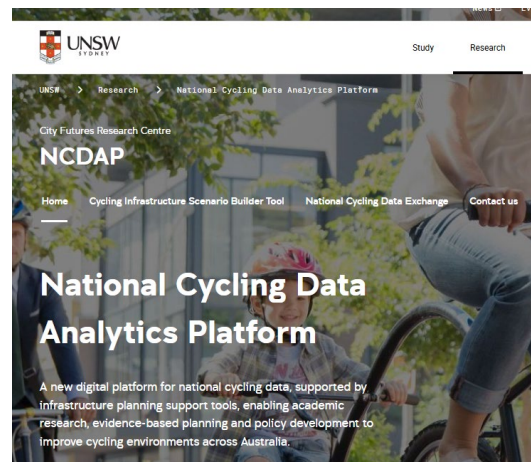 News
UNSW
SYDNEY
Study Research
UNSW > Research > National Cycling Data Analytics Platform
City Futures Research Centre
NCDAP
Home Cycling Infrastructure Scenario Builder Tool National Cycling Data Exchange Contact us
National Cycling Data
Analytics Platform
A new digital platform for national cycling data, supported by
infrastructure planning support tools, enabling academic
research, evidence-based planning and policy development to
improve cycling environments across Australia.